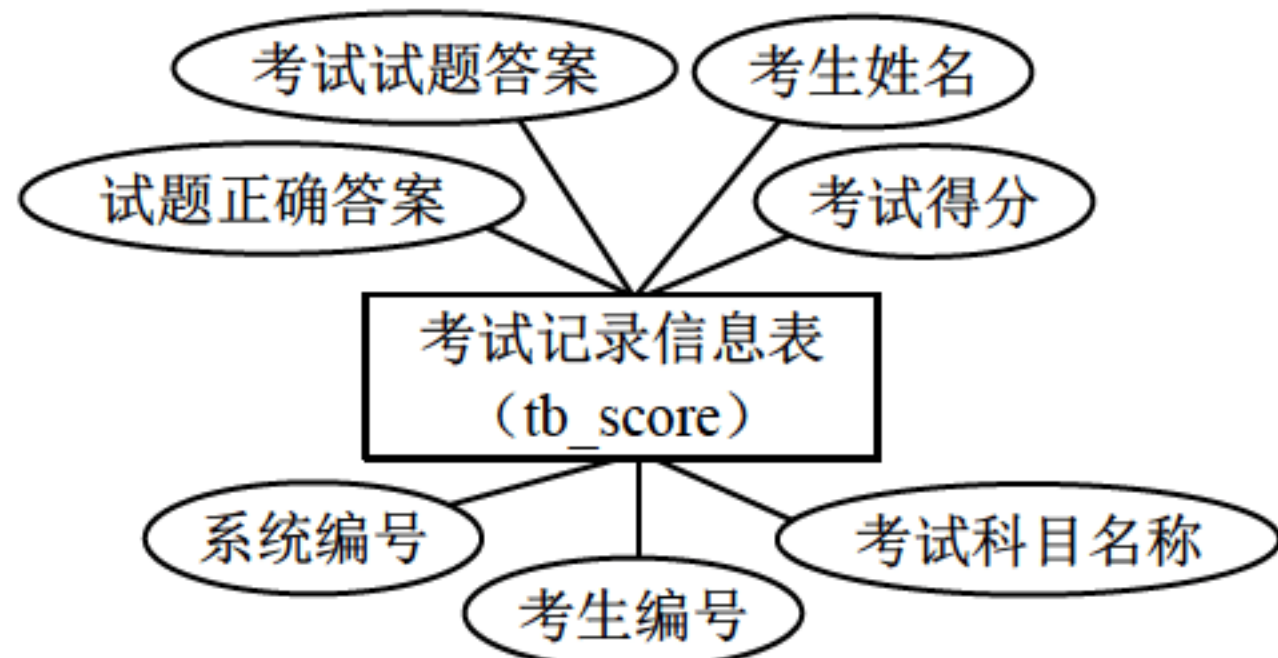 考试试题答案
考生姓名
试题正确答案
考试得分
考试记录信息表
（tb_score）
系统编号
考试科目名称
考生编号